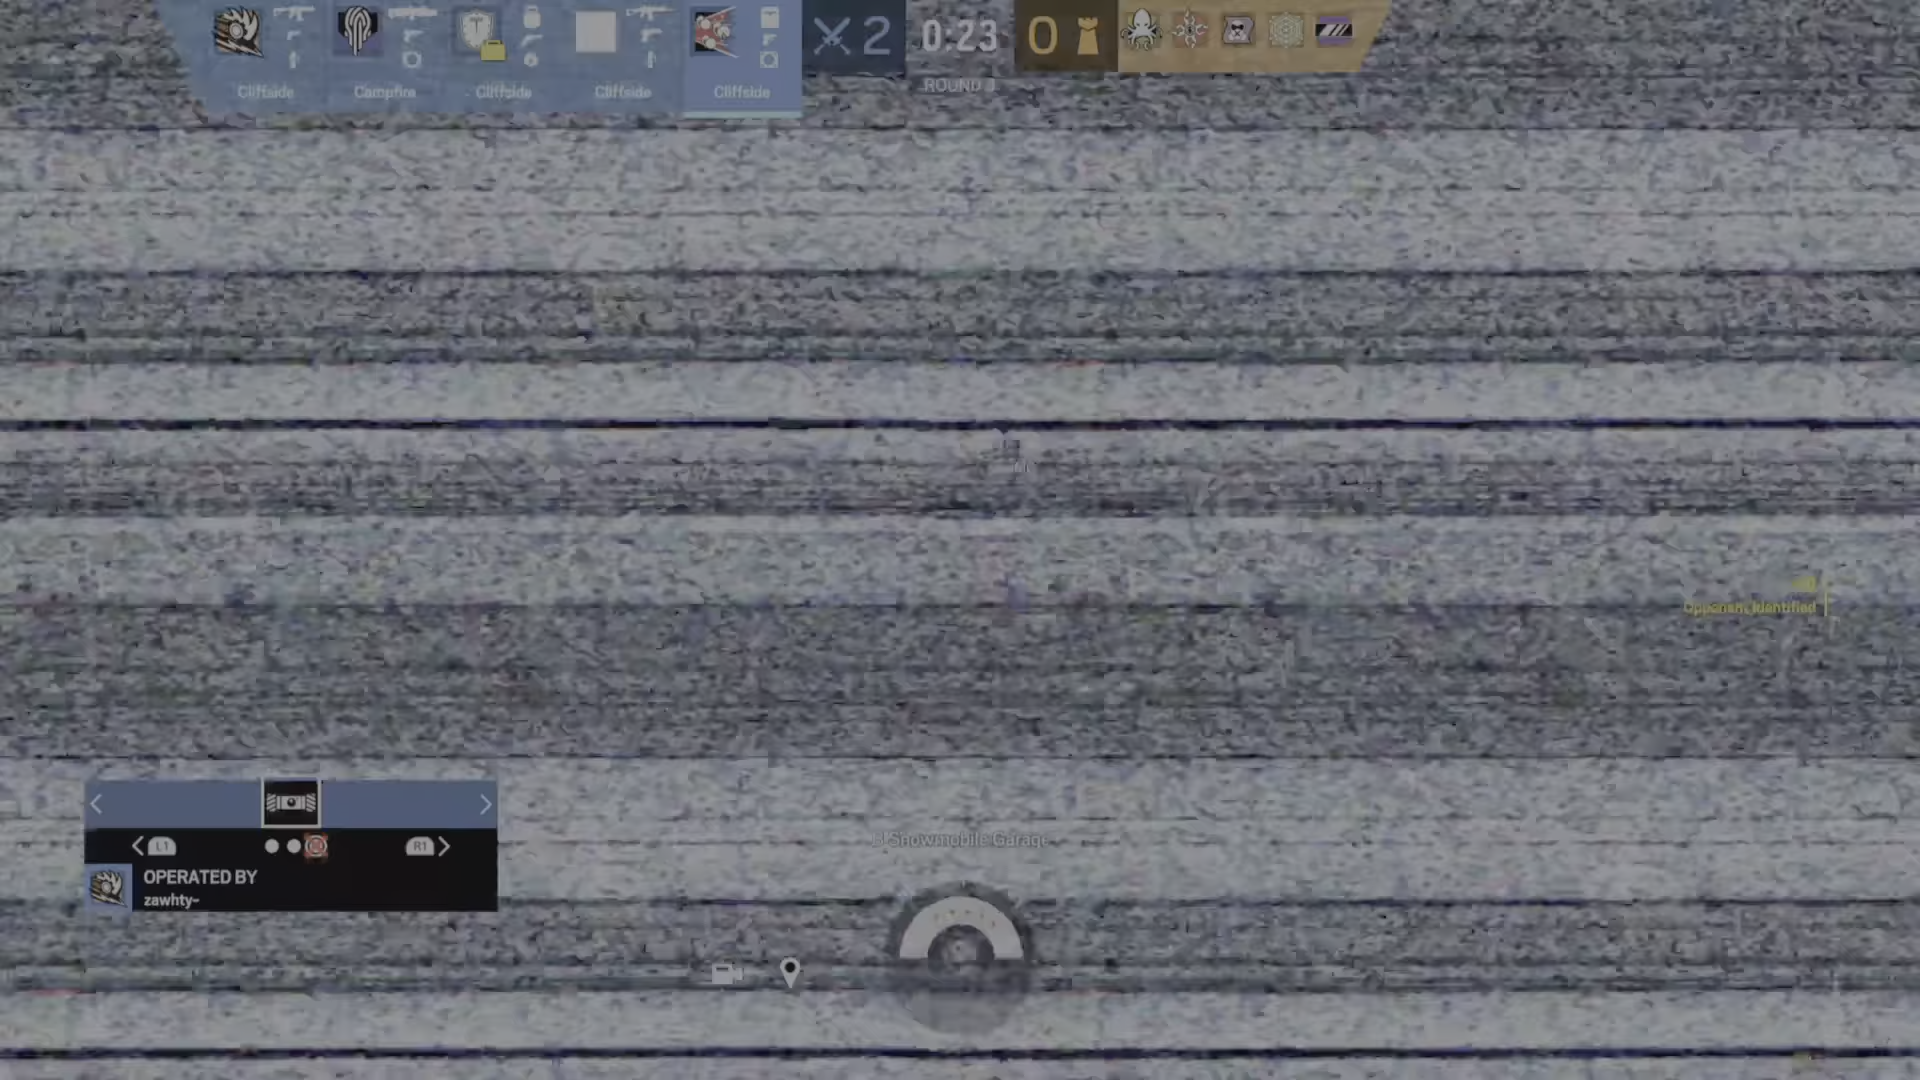 2 0:23 0
Cliffside Campfire Cliffside Cliffside Cliffside
ROUND 3
Opponent Identified
L1 R1
OPERATED BY
zawhty-
B Snowmobile Garage